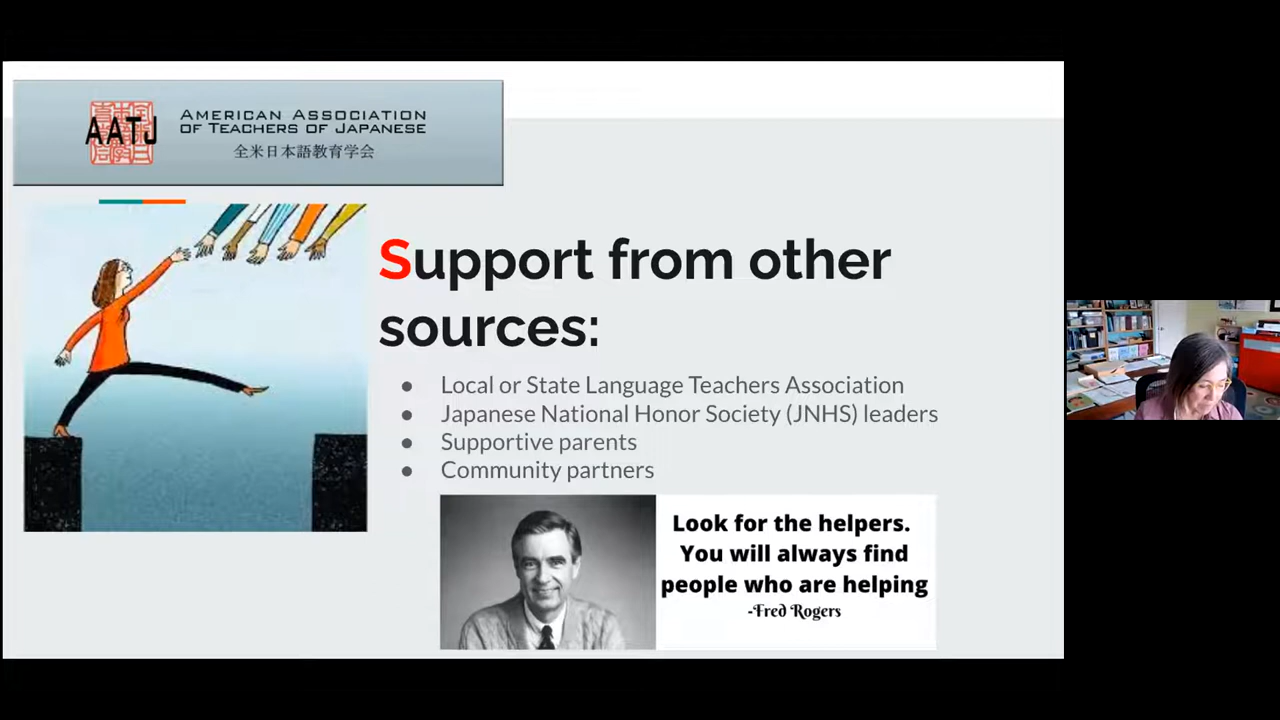 AATJ
AMERICAN ASSOCIATION
OF TEACHERS OF JAPANESE
全米日本語教育学会
Support from other
sources:
● Local or State Language Teachers Association
● Japanese National Honor Society (JNHS) leaders
● Supportive parents
● Community partners
Look for the helpers.
You will always find
people who are helping
-Fred Rogers